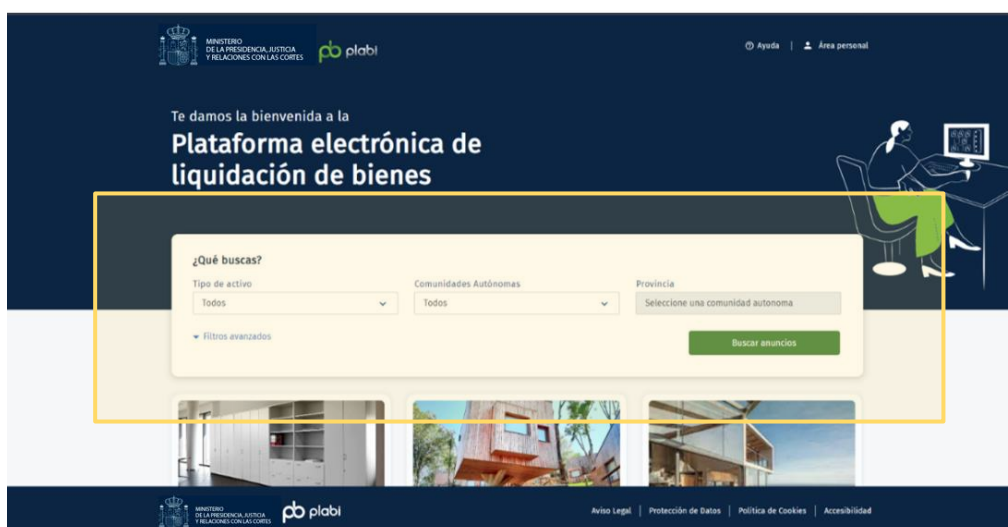 MINISTERIO
DE LA PRESIDENCIA, JUSTICIA
Y RELACIONES CON LAS CORTES
pb plabi
Ayuda | Área personal
Te damos la bienvenida a la
Plataforma electrónica de
liquidación de bienes
¿Qué buscas?
Tipo de activo
Comunidades Autónomas
Provincia
Todos
Todos
Seleccione una comunidad autonoma
Filtros avanzados
Buscar anuncios
MINISTERIO
DE LA PRESIDENCIA, JUSTICIA
Y RELACIONES CON LAS CORTES
pb plabi
Aviso Legal | Protección de Datos | Política de Cookies | Accesibilidad